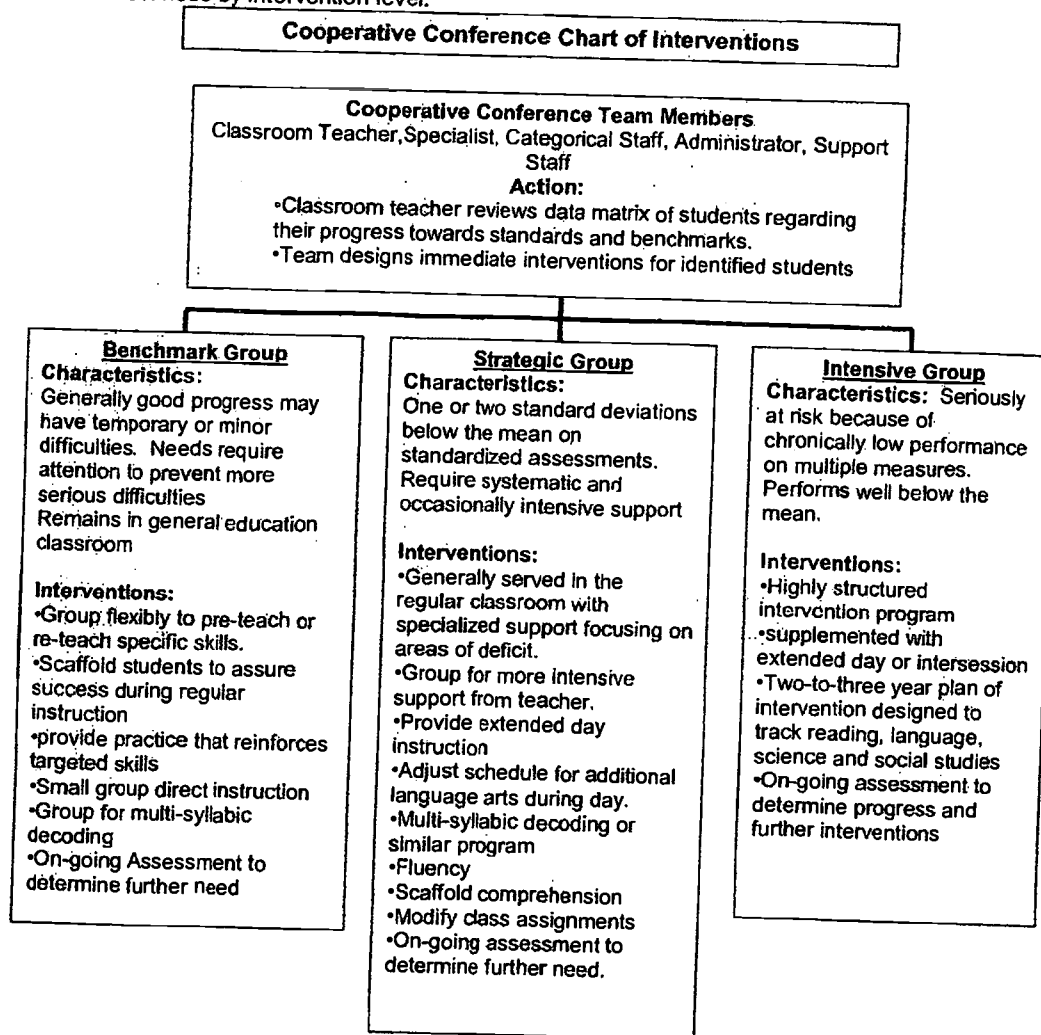 by intervention level.
Cooperative Conference Chart of Interventions
Cooperative Conference Team Members
Classroom Teacher,Specialist, Categorical Staff, Administrator, Support
Staff
Action:
•Classroom teacher reviews data matrix of students regarding
their progress towards standards and benchmarks.
•Team designs immediate interventions for identified students
Benchmark Group
Characteristics:
Generally good progress may
have temporary or minor
difficulties. Needs require
attention to prevent more
serious difficulties
Remains in general education
classroom
Interventions:
•Group flexibly to pre-teach or
re-teach specific skills.
•Scaffold students to assure
success during regular
instruction
•provide practice that reinforces
targeted skills
•Small group direct instruction
•Group for multi-syllabic
decoding
•On-going Assessment to
determine further need
Strategic Group
Characteristics:
One or two standard deviations
below the mean on
standardized assessments.
Require systematic and
occasionally intensive support
Interventions:
•Generally served in the
regular classroom with
specialized support focusing on
areas of deficit.
•Group for more intensive
support from teacher.
•Provide extended day
instruction
•Adjust schedule for additional
language arts during day.
•Multi-syllabic decoding or
similar program
•Fluency
•Scaffold comprehension
•Modify class assignments
•On-going assessment to
determine further need.
Intensive Group
Characteristics: Seriously
at risk because of
chronically low performance
on multiple measures.
Performs well below the
mean.
Interventions:
•Highly structured
intervention program
•supplemented with
extended day or intersession
•Two-to-three year plan of
intervention designed to
track reading, language,
science and social studies
•On-going assessment to
determine progress and
further interventions